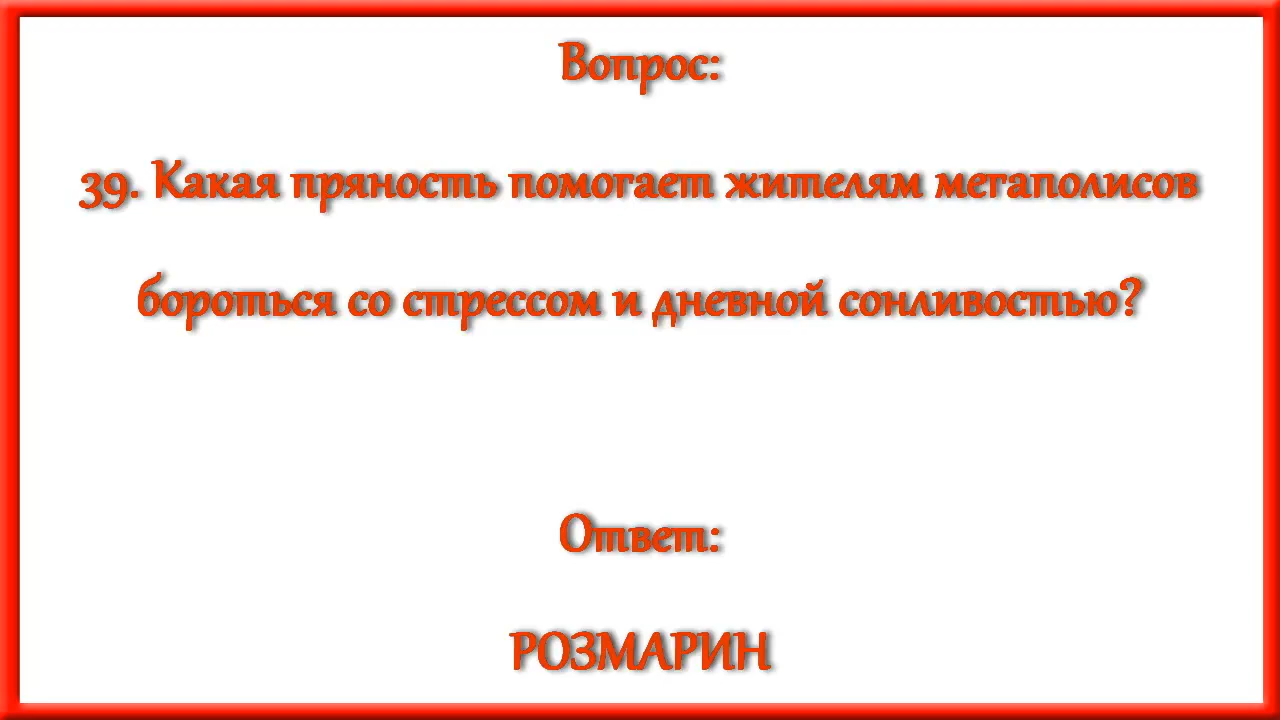 Вопрос:
39. Какая пряность помогает жителям мегаполисов
бороться со стрессом и дневной сонливостью?
Ответ:
РОЗМАРИН